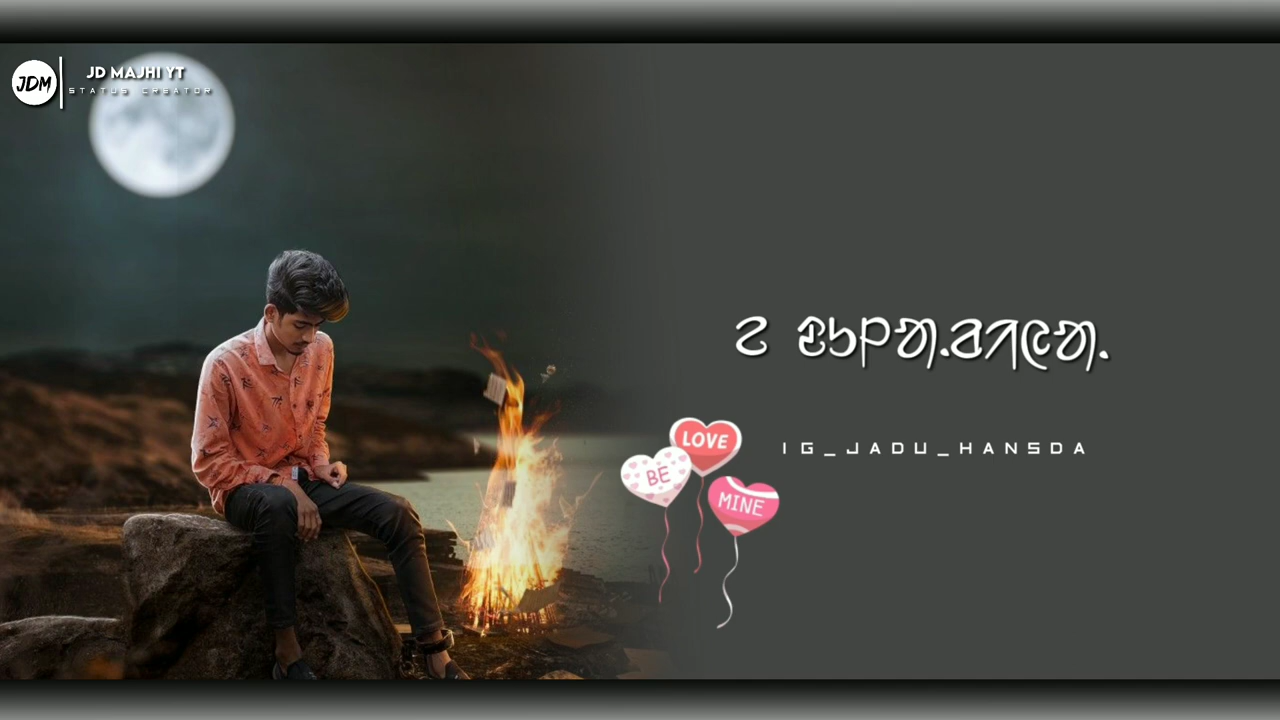 JDM
JD MAJHI YT
STATUS CREATOR
LOVE
BE
MINE
IG_JADU_HANSDA